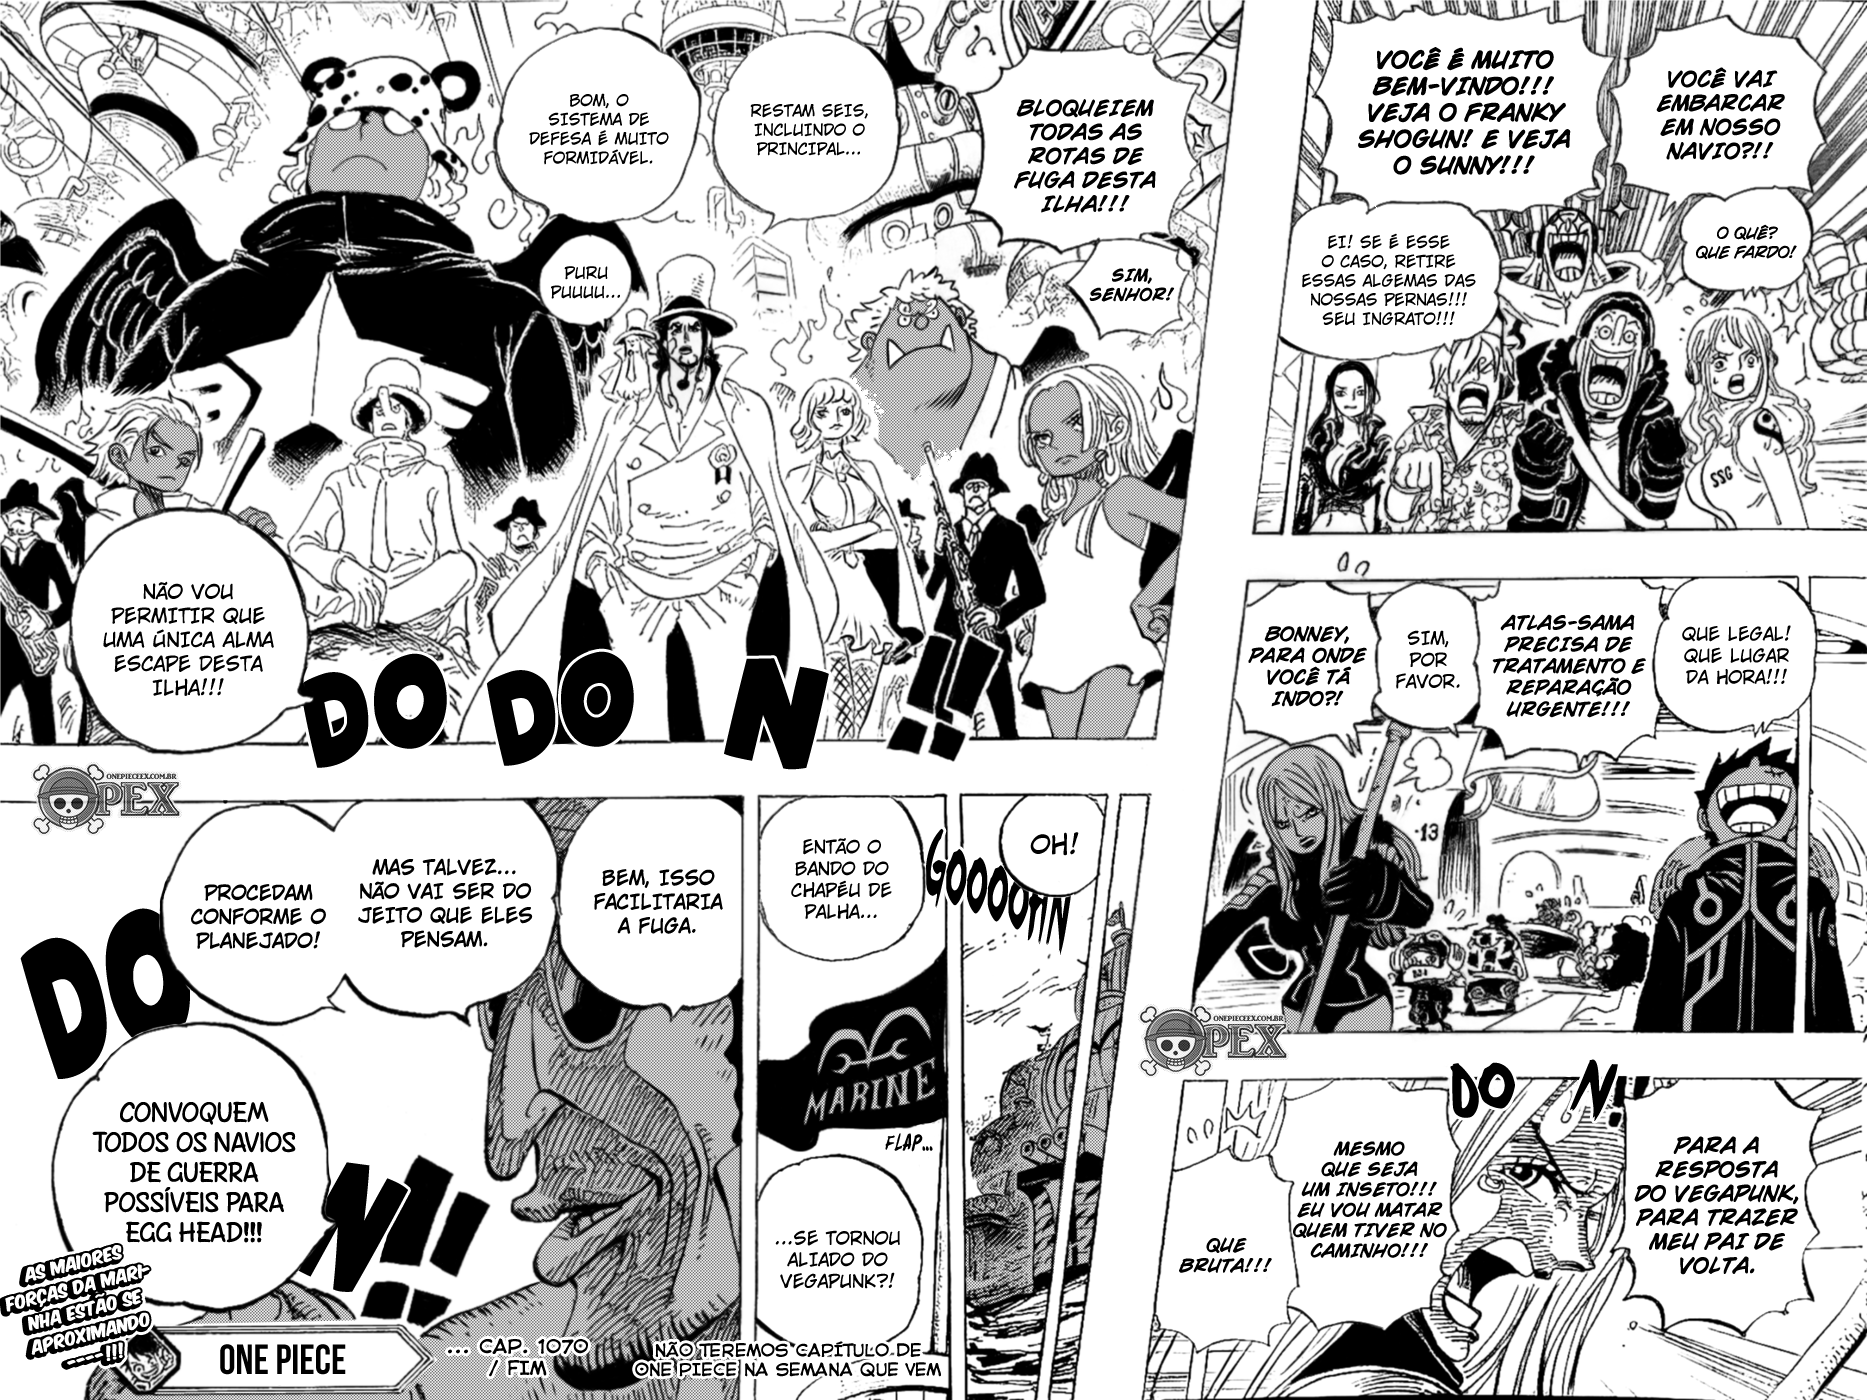 VOCÊ VAI
EMBARCAR
EM NOSSO
NAVIO?!!
VOCÊ É MUITO
BEM-VINDO!!!
VEJA O FRANKY
SHOGUN! E VEJA
O SUNNY!!!
O QUÊ?
QUE FARDO!
EI! SE É ESSE
O CASO, RETIRE
ESSAS ALGEMAS DAS
NOSSAS PERNAS!!!
SEU INGRATO!!!
SSG
QUE LEGAL!
QUE LUGAR
DA HORA!!!
ATLAS-SAMA
PRECISA DE
TRATAMENTO E
REPARAÇÃO
URGENTE!!!
SIM,
POR
FAVOR.
BONNEY,
PARA ONDE
VOCÊ TÁ
INDO?!
-13
ONEPIECEEX.COM.BR
OPEX
DO N!
PARA A
RESPOSTA
DO VEGAPUNK,
PARA TRAZER
MEU PAI DE
VOLTA.
MESMO
QUE SEJA
UM INSETO!!!
EU VOU MATAR
QUEM TIVER NO
CAMINHO!!!
QUE
BRUTA!!!
BLOQUEIEM
TODAS AS
ROTAS DE
FUGA DESTA
ILHA!!!
SIM,
SENHOR!
RESTAM SEIS,
INCLUINDO O
PRINCIPAL...
BOM, O
SISTEMA DE
DEFESA É MUITO
FORMIDÁVEL.
PURU
PUUUU...
NÃO VOU
PERMITIR QUE
UMA ÚNICA ALMA
ESCAPE DESTA
ILHA!!!
DO DO N!!
ONEPIECEEX.COM.BR
OPEX
OH!
GOOOOHN
ENTÃO O
BANDO DO
CHAPÉU DE
PALHA...
MARINE
FLAP...
...SE TORNOU
ALIADO DO
VEGAPUNK?!
BEM, ISSO
FACILITARIA
A FUGA.
MAS TALVEZ...
NÃO VAI SER DO
JEITO QUE ELES
PENSAM.
PROCEDAM
CONFORME O
PLANEJADO!
DO
N!!
CONVOQUEM
TODOS OS NAVIOS
DE GUERRA
POSSÍVEIS PARA
EGG HEAD!!!
AS MAIORES
FORÇAS DA MARI-
NHA ESTÃO SE
APROXIMANDO
----!!!
ONE PIECE
... CAP. 1070
/ FIM
NÃO TEREMOS CAPÍTULO DE
ONE PIECE NA SEMANA QUE VEM